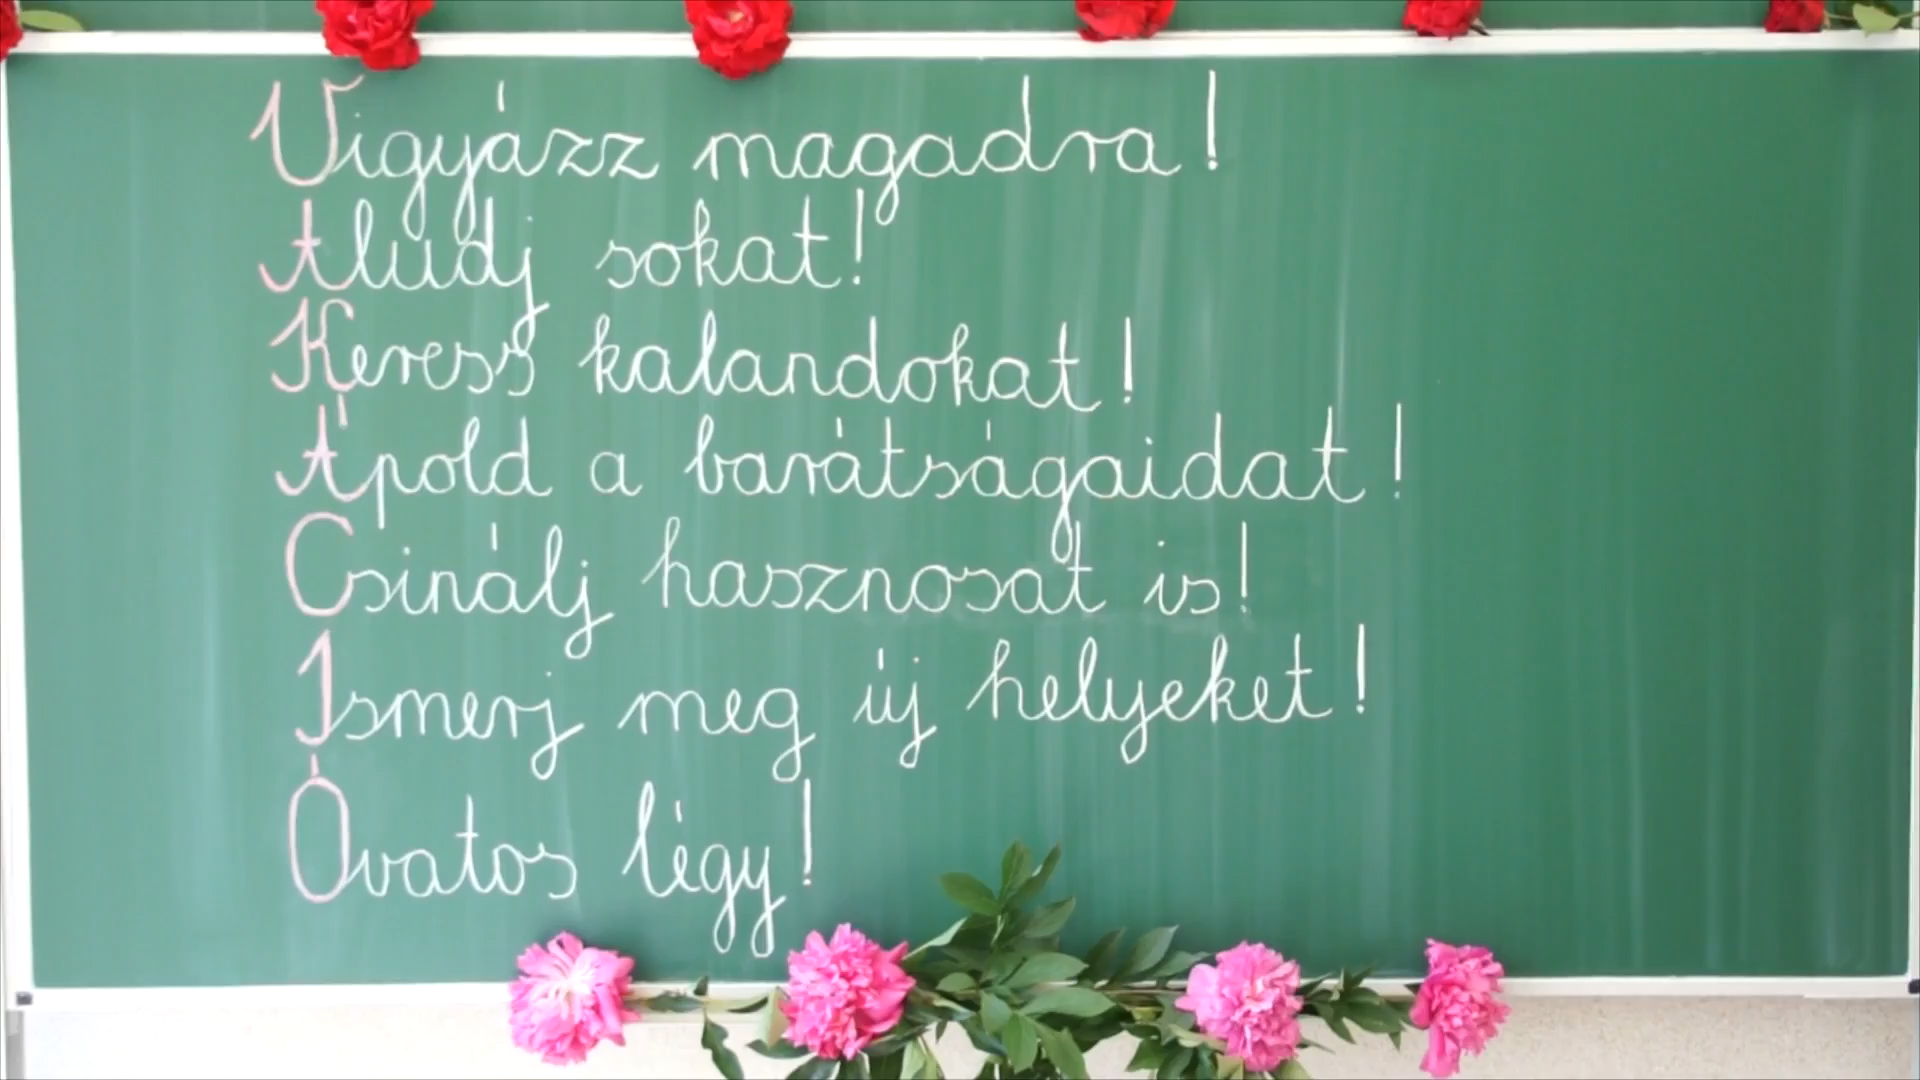 Vigyázz magadra!
Aludj sokat!
Keress kalandokat!
Ápold a barátságaidat!
Csinálj hasznosat is!
Ismerj meg új helyeket!
Óvatos légy!